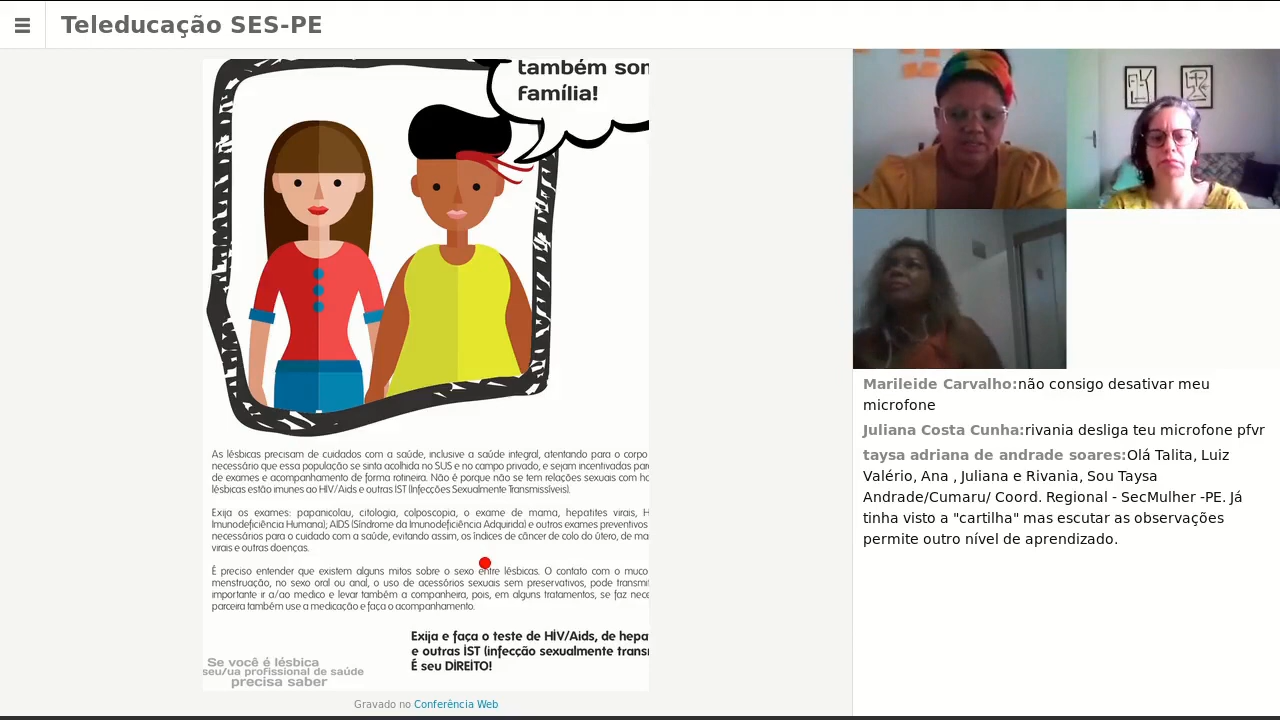 Teleducação SES-PE
também som
família!
As lésbicas precisam de cuidados com a saúde, inclusive a saúde integral, atentando para o corpo
necessário que essa população se sinta acolhida no SUS e no campo privado, e sejam incentivadas par
de exames e acompanhamento de forma rotineira. Não é porque não se tem relações sexuais com ho
lésbicas estão imunes ao HIV/Aids e outras IST (Infecções Sexualmente Transmissíveis).
Exija os exames: papanicolau, citologia, colposcopia, o exame de mama, hepatites virais, H
Imunodeficiência Humana); AIDS (Síndrome da Imunodeficiência Adquirida) e outros exames preventivos
necessários para o cuidado com a saúde, evitando assim, os índices de câncer de colo do útero, de ma
virais e outras doenças.
É preciso entender que existem alguns mitos sobre o sexo entre lésbicas. O contato com o muco
menstruação, no sexo oral ou anal, o uso de acessórios sexuais sem preservativos, pode transmit
importante ir a/ao medico e levar também a companheira, pois, em alguns tratamentos, se faz nece
parceira também use a medicação e faça o acompanhamento.
Exija e faça o teste de HIV/Aids, de hepa
e outras IST (infecção sexualmente transr
É seu DIREITO!
Se você é lésbica
seu/ua profissional de saúde
precisa saber
Gravado no Conferência Web
Marileide Carvalho:não consigo desativar meu
microfone
Juliana Costa Cunha:rivania desliga teu microfone pfvr
taysa adriana de andrade soares:Olá Talita, Luiz
Valério, Ana , Juliana e Rivania, Sou Taysa
Andrade/Cumaru/ Coord. Regional - SecMulher -PE. Já
tinha visto a "cartilha" mas escutar as observações
permite outro nível de aprendizado.